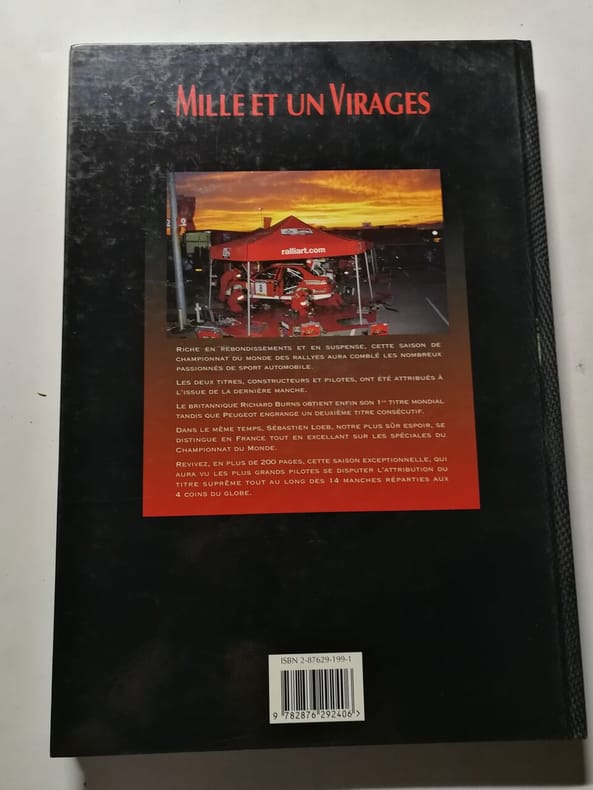 MILLE ET UN VIRAGES
ralliart.com
RICHE EN REBONDISSEMENTS ET EN SUSPENSE, CETTE SAISON DE
CHAMPIONNAT DU MONDE DES RALLYES AURA COMBLÉ LES NOMBREUX
PASSIONNÉS DE SPORT AUTOMOBILE.
LES DEUX TITRES, CONSTRUCTEURS ET PILOTES, ONT ÉTÉ ATTRIBUÉS À
L'ISSUE DE LA DERNIÈRE MANCHE.
LE BRITANNIQUE RICHARD BURNS OBTIENT ENFIN SON 1ER TITRE MONDIAL
TANDIS QUE PEUGEOT ENGRANGE UN DEUXIÈME TITRE CONSÉCUTIF.
DANS LE MÊME TEMPS, SÉBASTIEN LOEB, NOTRE PLUS SÛR ESPOIR, SE
DISTINGUE EN FRANCE TOUT EN EXCELLANT SUR LES SPÉCIALES DU
CHAMPIONNAT DU MONDE.
REVIVEZ, EN PLUS DE 200 PAGES, CETTE SAISON EXCEPTIONNELLE, QUI
AURA VU LES PLUS GRANDS PILOTES SE DISPUTER L'ATTRIBUTION DU
TITRE SUPRÊME TOUT AU LONG DES 14 MANCHES RÉPARTIES AUX
4 COINS DU GLOBE.
ISBN 2-87629-199-1
9 782876 292406>